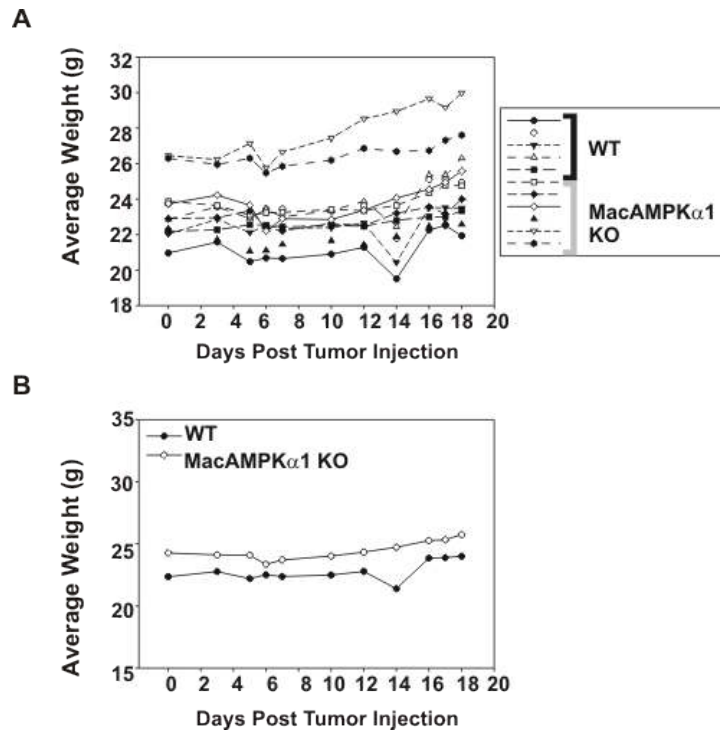 A
Average Weight (g)
32
30
28
26
24
22
20
18
0 2 4 6 8 10 12 14 16 18 20
Days Post Tumor Injection
WT
MacAMPKα1
KO
B
Average Weight (g)
35
30
25
20
15
WT
MacAMPKα1 KO
0 2 4 6 8 10 12 14 16 18 20
Days Post Tumor Injection